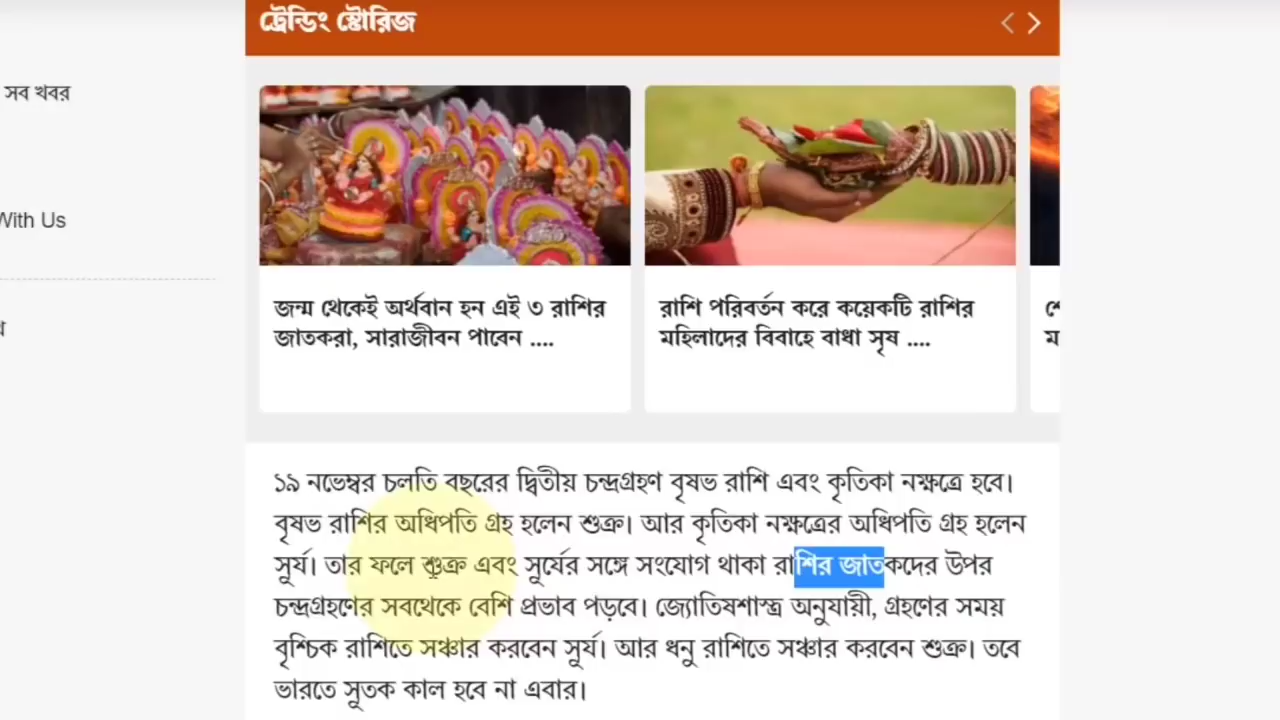 ট্রেন্ডিং স্টোরিজ
সব খবর
With Us
জন্ম থেকেই অর্থবান হন এই ৩ রাশির
জাতকরা, সারাজীবন পাবেন ....
রাশি পরিবর্তন করে কয়েকটি রাশির
মহিলাদের বিবাহে বাধা সৃষ ....
১৯ নভেম্বর চলতি বছরের দ্বিতীয় চন্দ্রগ্রহণ বৃষভ রাশি এবং কৃতিকা নক্ষত্রে হবে।
বৃষভ রাশির অধিপতি গ্রহ হলেন শুক্র। আর কৃতিকা নক্ষত্রের অধিপতি গ্রহ হলেন
সূর্য। তার ফলে শুক্র এবং সূর্যের সঙ্গে সংযোগ থাকা রাশির জাতকদের উপর
চন্দ্রগ্রহণের সবথেকে বেশি প্রভাব পড়বে। জ্যোতিষশাস্ত্র অনুযায়ী, গ্রহণের সময়
বৃশ্চিক রাশিতে সঞ্চার করবেন সূর্য। আর ধনু রাশিতে সঞ্চার করবেন শুক্র। তবে
ভারতে সূতক কাল হবে না এবার।